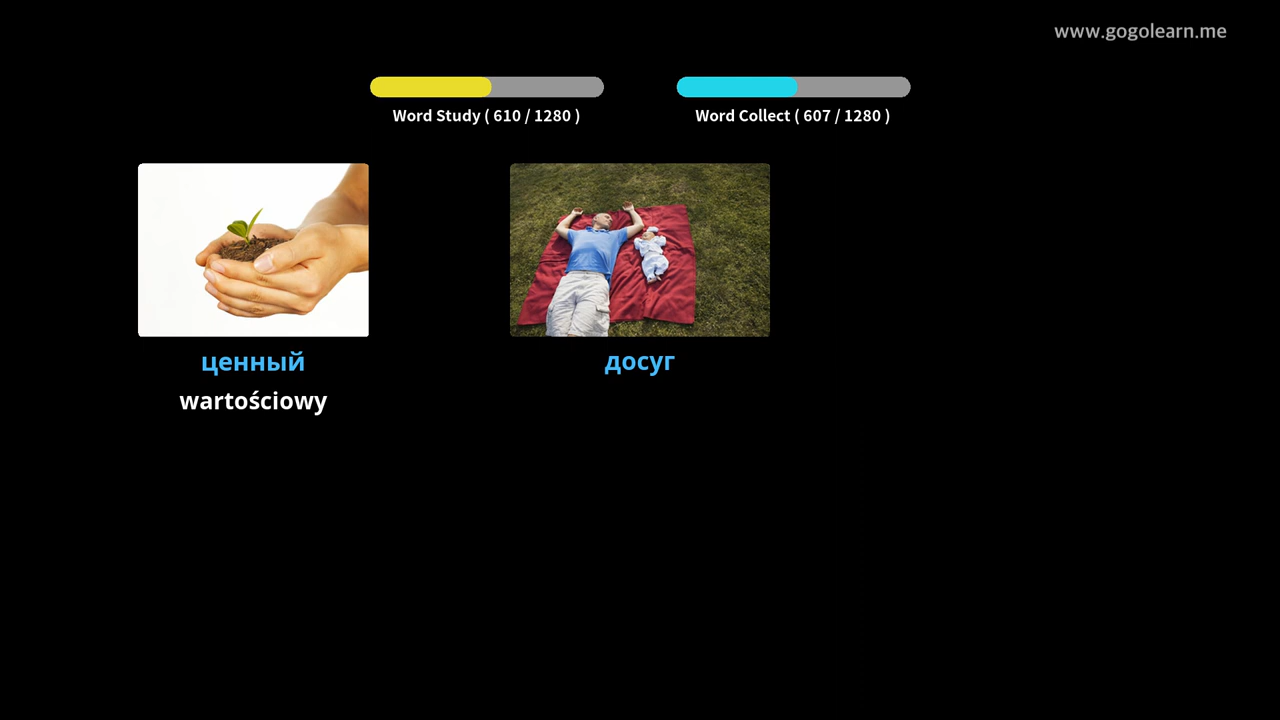 www.gogolearn.me
Word Study ( 610 / 1280 )
Word Collect ( 607 / 1280 )
ценный
wartościowy
досуг